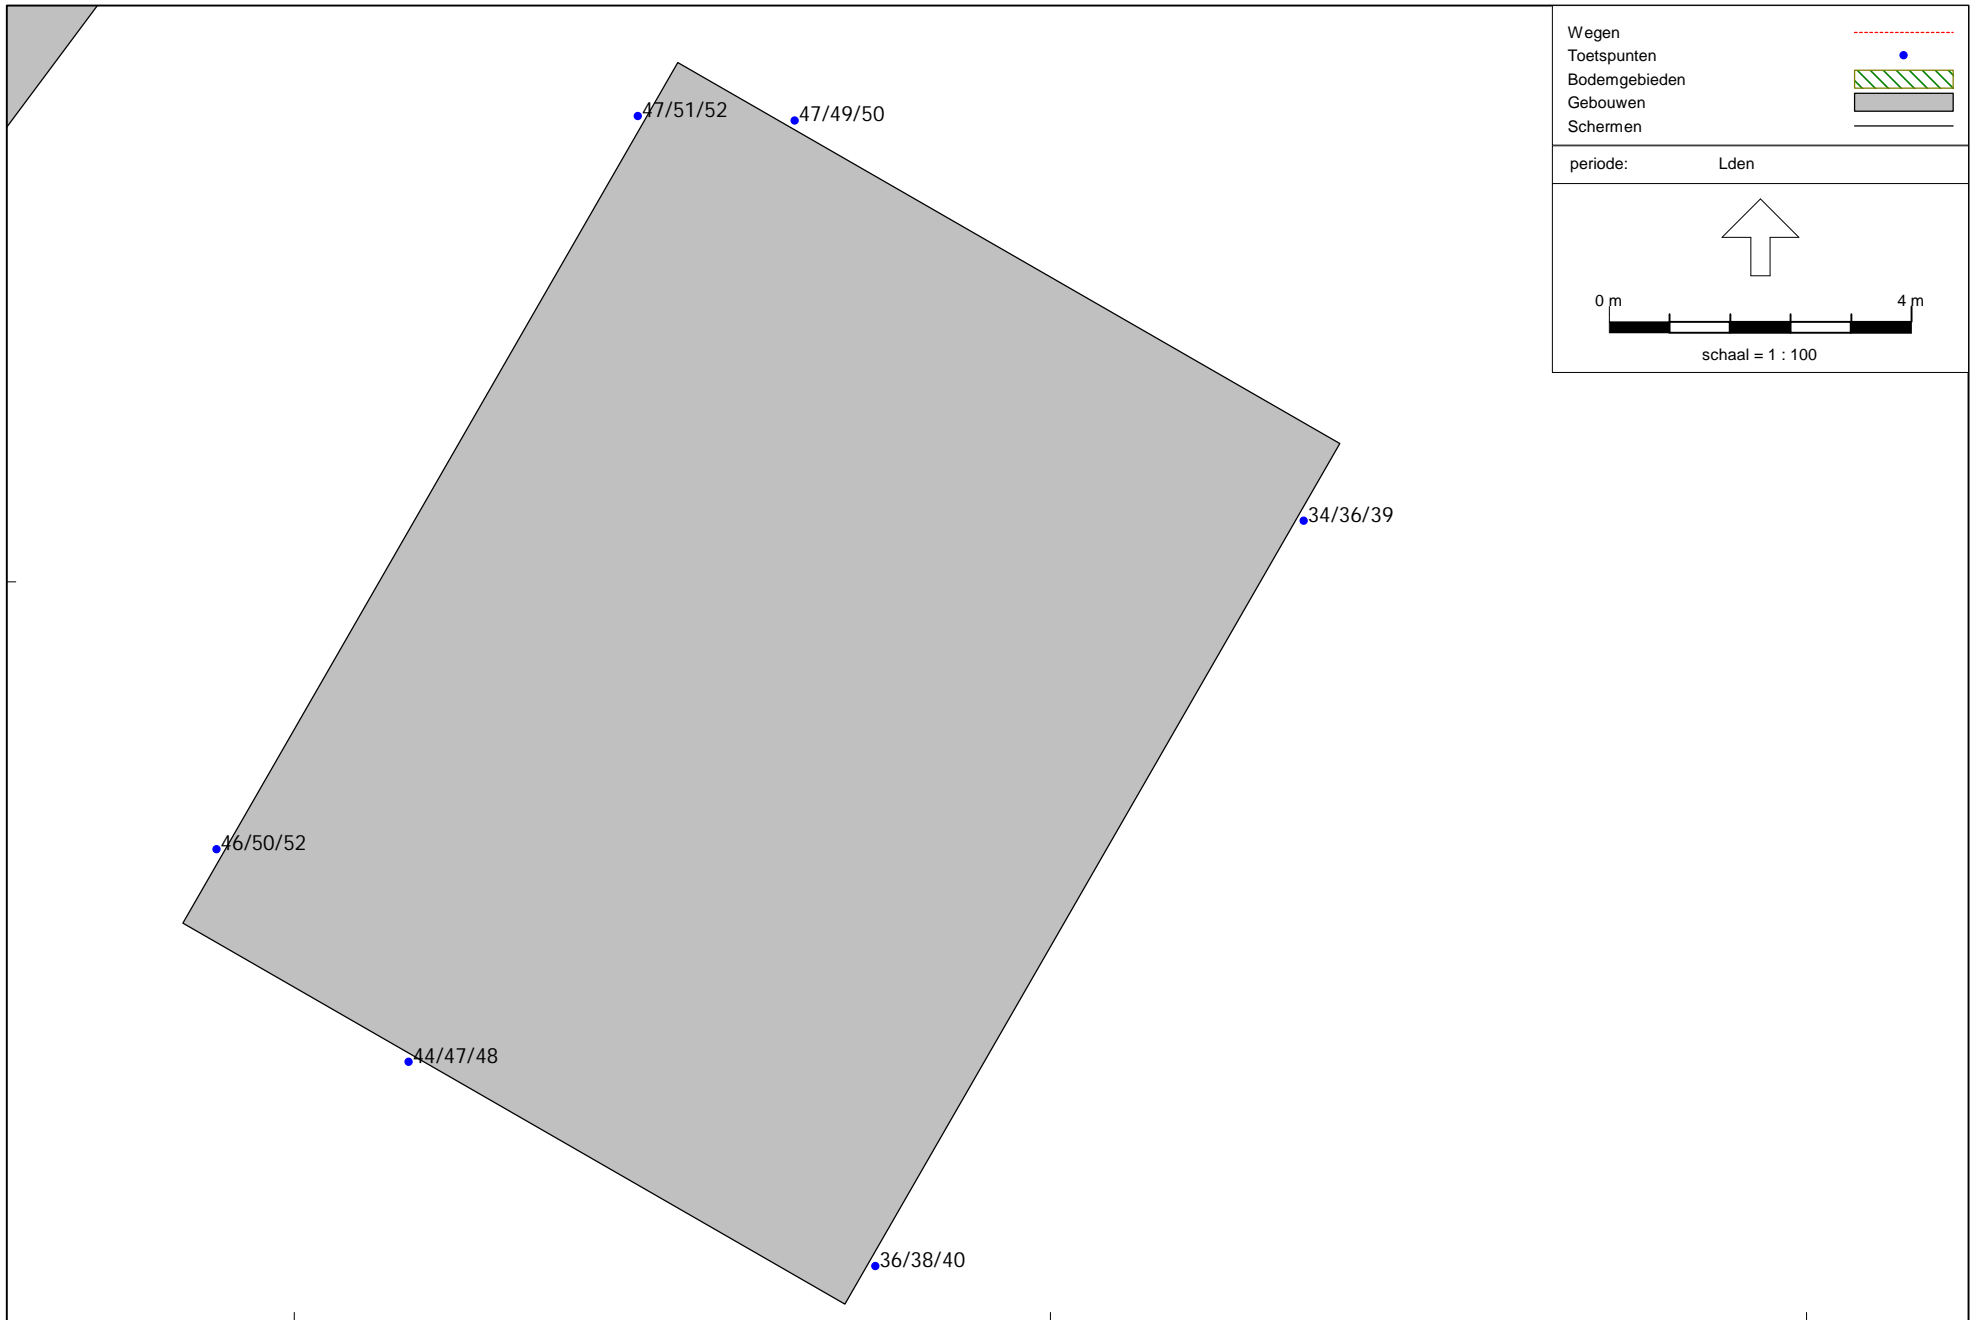 Wegen
Toetspunten
Bodemgebieden
Gebouwen
Schermen
periode: Lden
0 m 4 m
schaal = 1 : 100
47/51/52
47/49/50
34/36/39
46/50/52
44/47/48
36/38/40